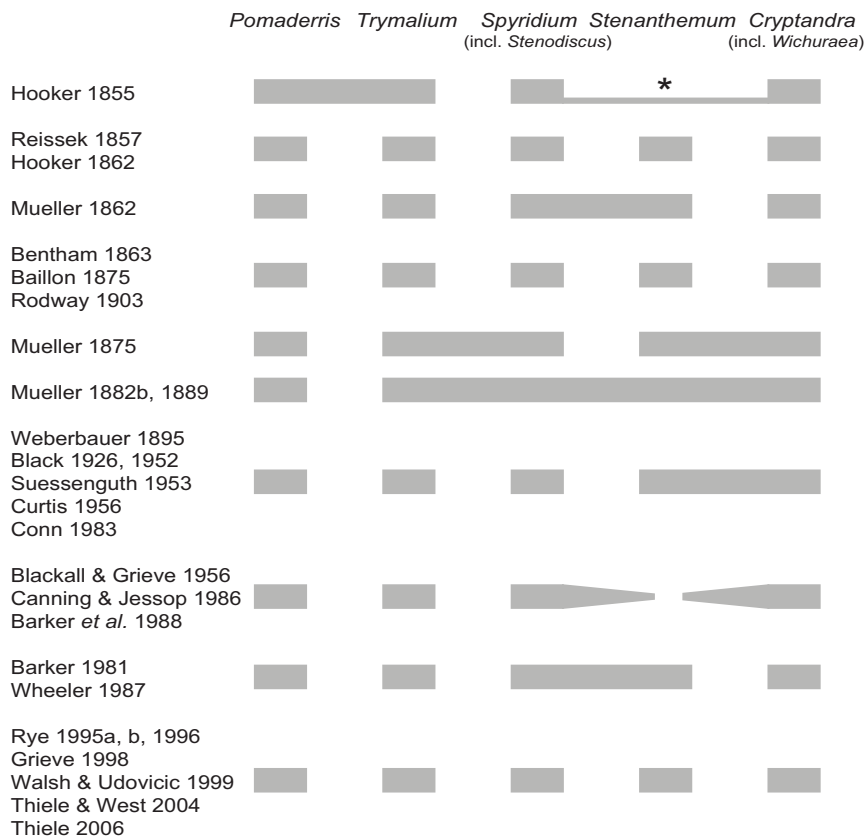 Pomaderris Trymalium Spyridium Stenanthemum Cryptandra
(incl. Stenodiscus) (incl. Wichuraea)
Hooker 1855 *
Reissek 1857
Hooker 1862
Mueller 1862
Bentham 1863
Baillon 1875
Rodway 1903
Mueller 1875
Mueller 1882b, 1889
Weberbauer 1895
Black 1926, 1952
Suessenguth 1953
Curtis 1956
Conn 1983
Blackall & Grieve 1956
Canning & Jessop 1986
Barker et al. 1988
Barker 1981
Wheeler 1987
Rye 1995a, b, 1996
Grieve 1998
Walsh & Udovicic 1999
Thiele & West 2004
Thiele 2006